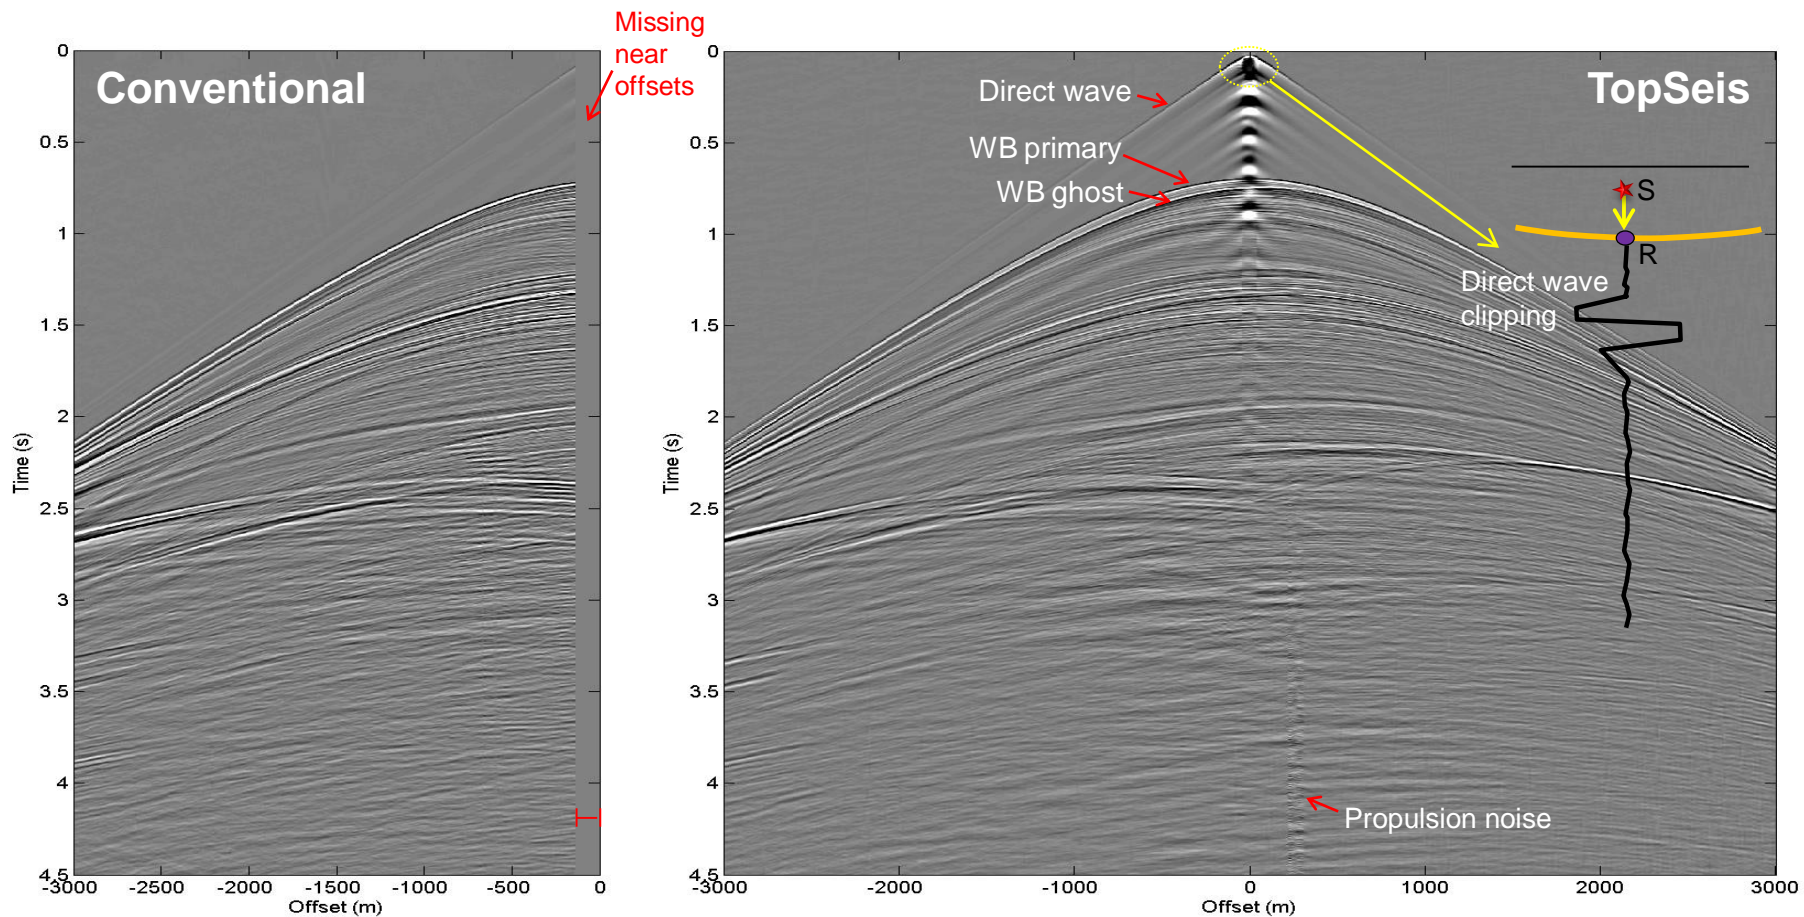 Missing
near
offsets
Conventional
0
0.5
1
1.5
2
2.5
3
3.5
4
4.5
Time (s)
-3000
-2500
-2000
-1500
-1000
-500
0
Offset (m)
TopSeis
Direct wave
WB primary
WB ghost
S
R
Direct wave
clipping
Propulsion noise
0
0.5
1
1.5
2
2.5
3
3.5
4
4.5
Time (s)
-3000
-2000
-1000
0
1000
2000
3000
Offset (m)